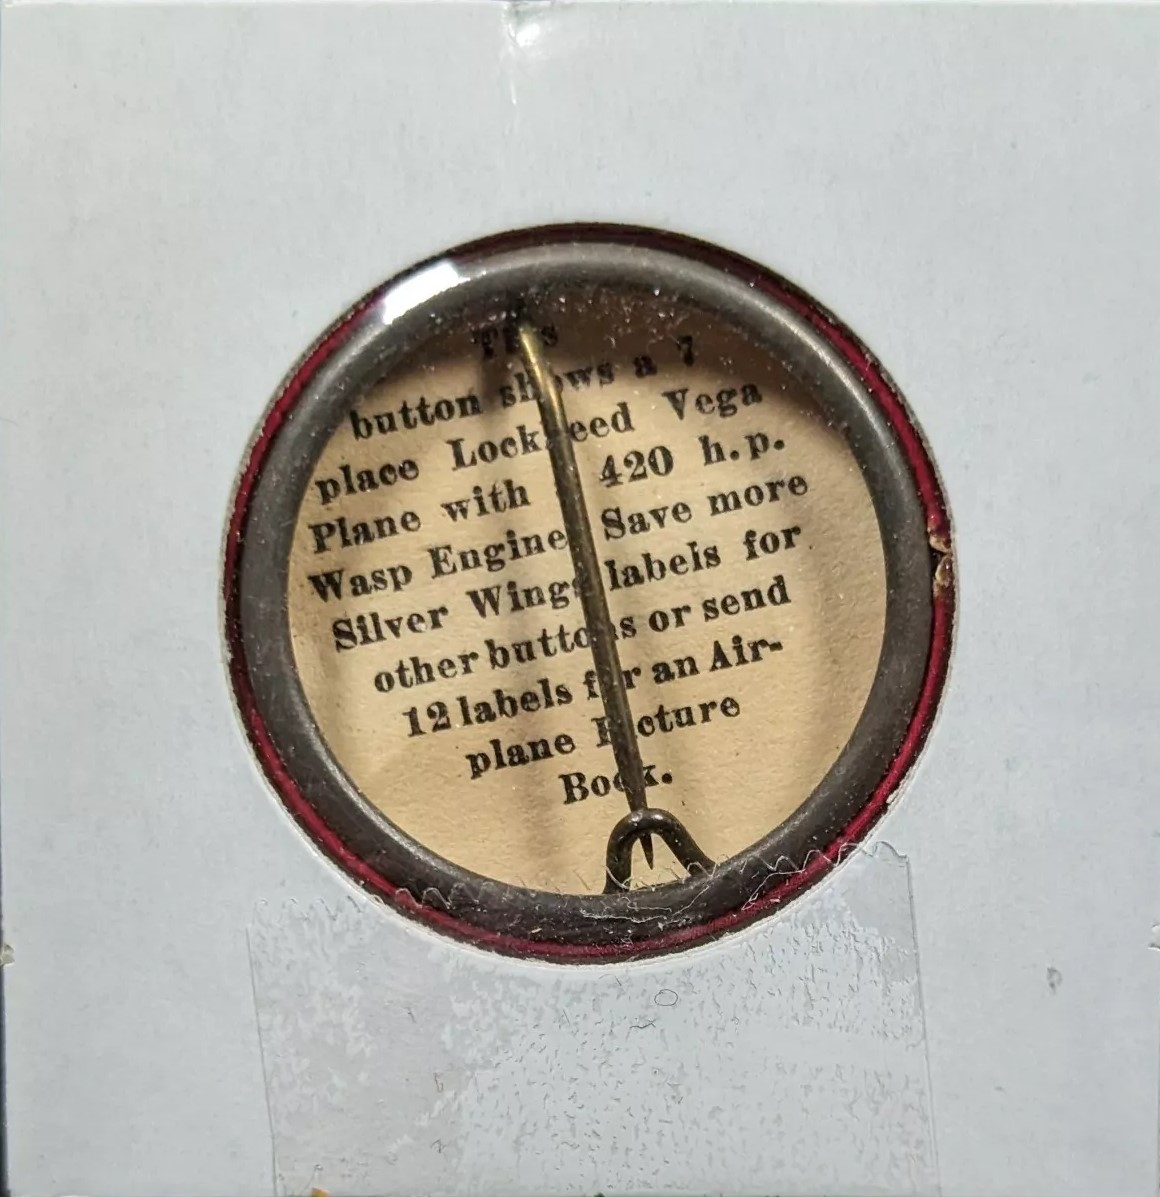 This
button shows a 7
place Lockheed Vega
Plane with 420 h.p.
Wasp Engine Save more
Silver Wings labels for
other buttons or send
12 labels for an Air-
plane Picture
Book.